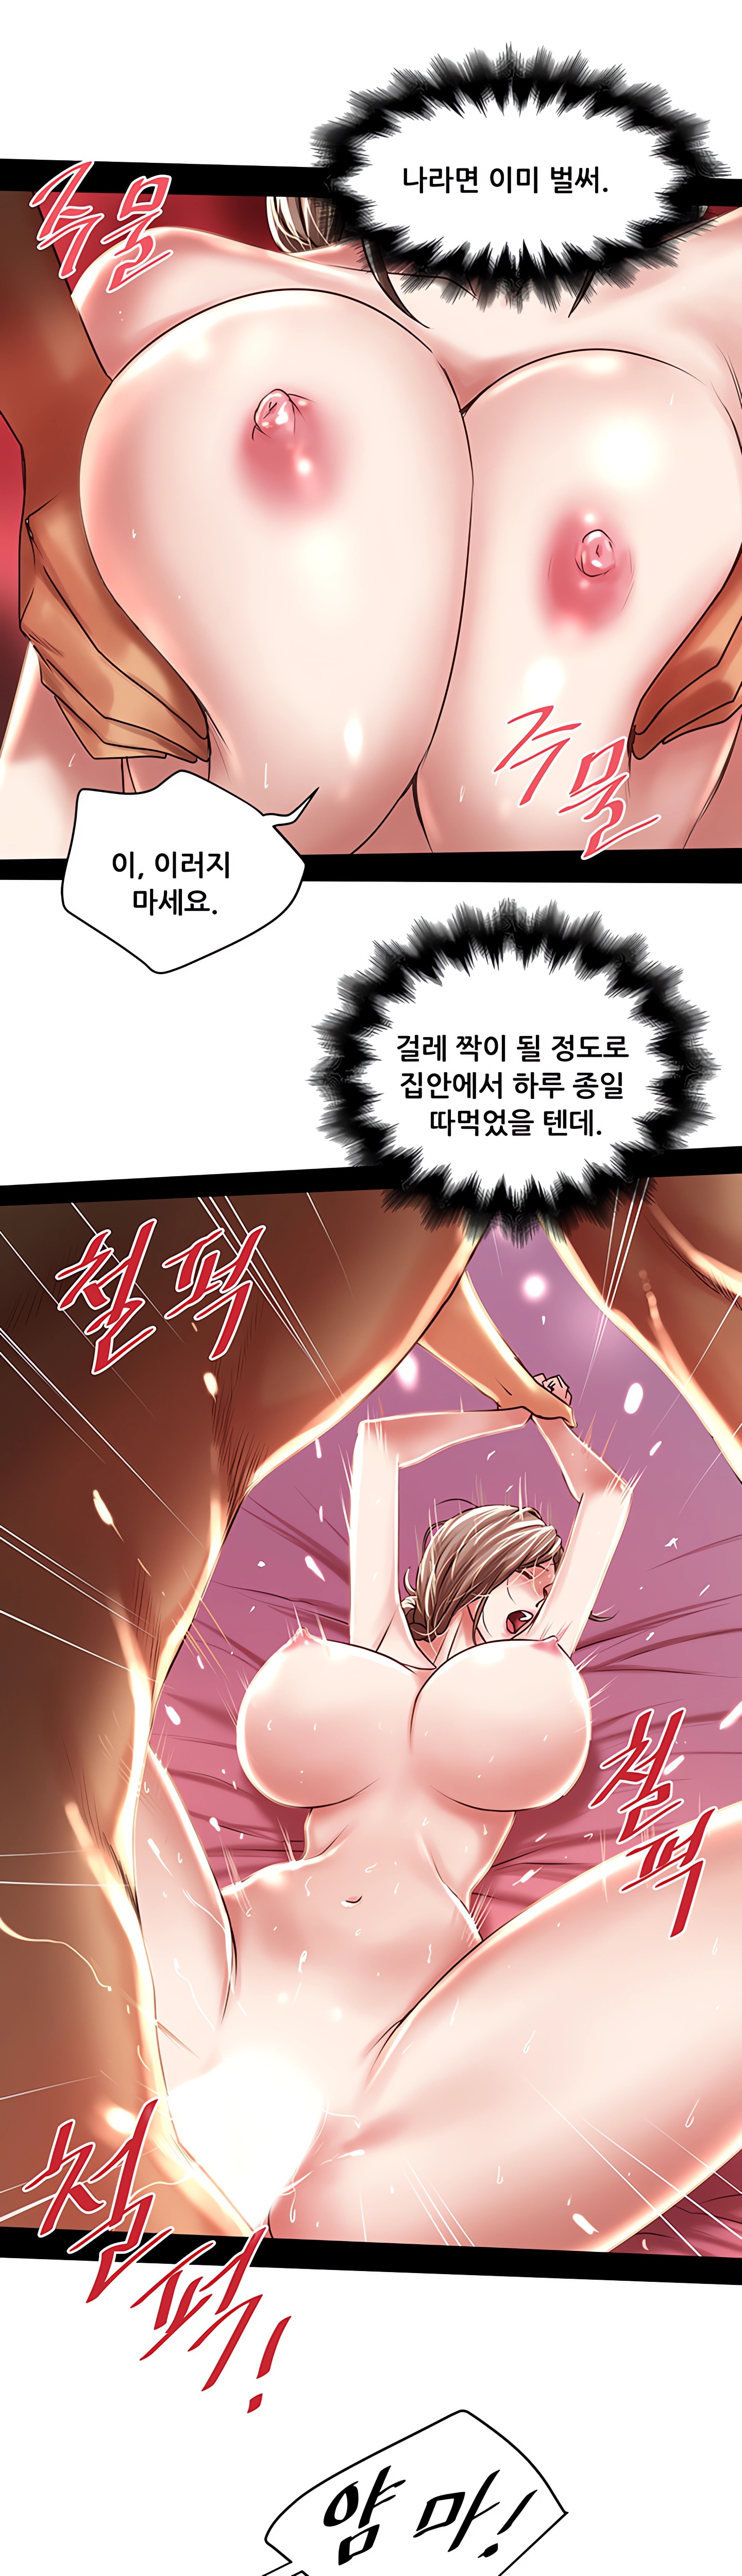 나라면 이미 벌써.
주물
주물
이, 이러지
마세요.
걸레 짝이 될 정도로
집안에서 하루 종일
따먹었을 텐데.
철퍽
철퍽
철퍽!
얌마!